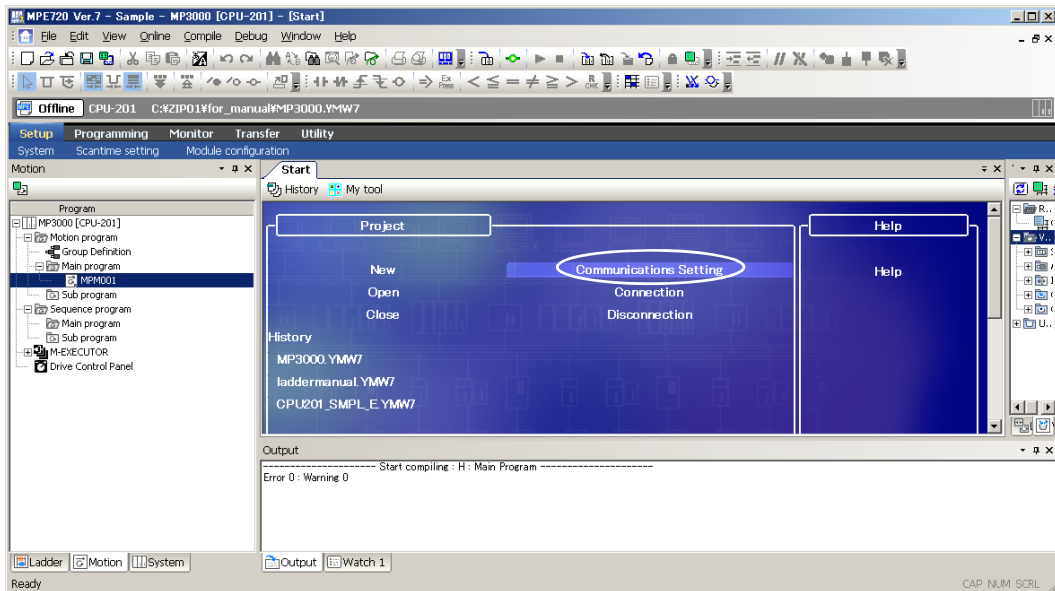 MPE720 Ver.7 - Sample - MP3000 [CPU-201] - [Start]
File Edit View Online Compile Debug Window Help
Offline CPU-201 C:¥ZIP01¥for_manual¥MP3000.YMW7
Setup Programming Monitor Transfer Utility
System Scantime setting Module configuration
Motion
Start
History My tool
Program
MP3000 [CPU-201]
Motion program
Group Definition
Main program
MPM001
Sub program
Sequence program
Main program
Sub program
M-EXECUTOR
Drive Control Panel
Project
New Communications Setting
Open Connection
Close Disconnection
History
MP3000.YMW7
laddermanual.YMW7
CPU201_SMPL_E.YMW7
Help
Help
R..
V..
U..
Output
--------------------- Start compiling : H : Main Program ---------------------
Error 0 : Warning 0
Ladder Motion System
Output Watch 1
Ready
CAP NUM SCRL